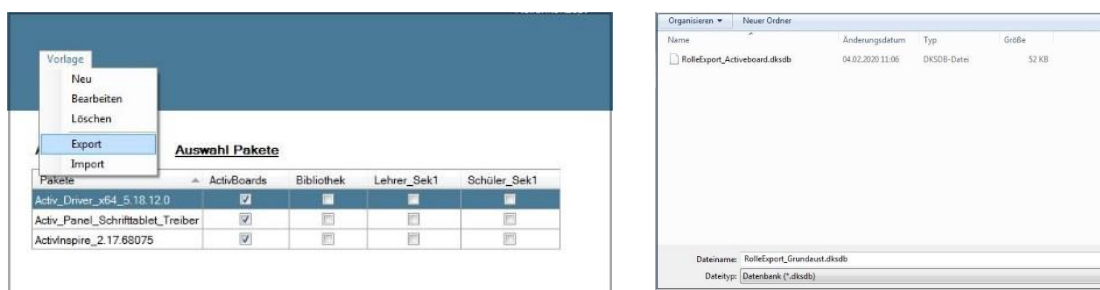 Vorlage
Neu
Bearbeiten
Löschen
Export
Import
Auswahl Pakete
Pakete ActivBoards Bibliothek Lehrer_Sek1 Schüler_Sek1
Activ_Driver_x64_5.18.12.0
Activ_Panel_Schrifttablet_Treiber
ActivInspire_2.17.68075
Organisieren Neuer Ordner
Name Änderungsdatum Typ Größe
RolleExport_Activeboard.dksdb 04.02.2020 11:06 DKSDB-Datei 52 KB
Dateiname: RolleExport_Grundaust.dksdb
Dateityp: Datenbank (*.dksdb)